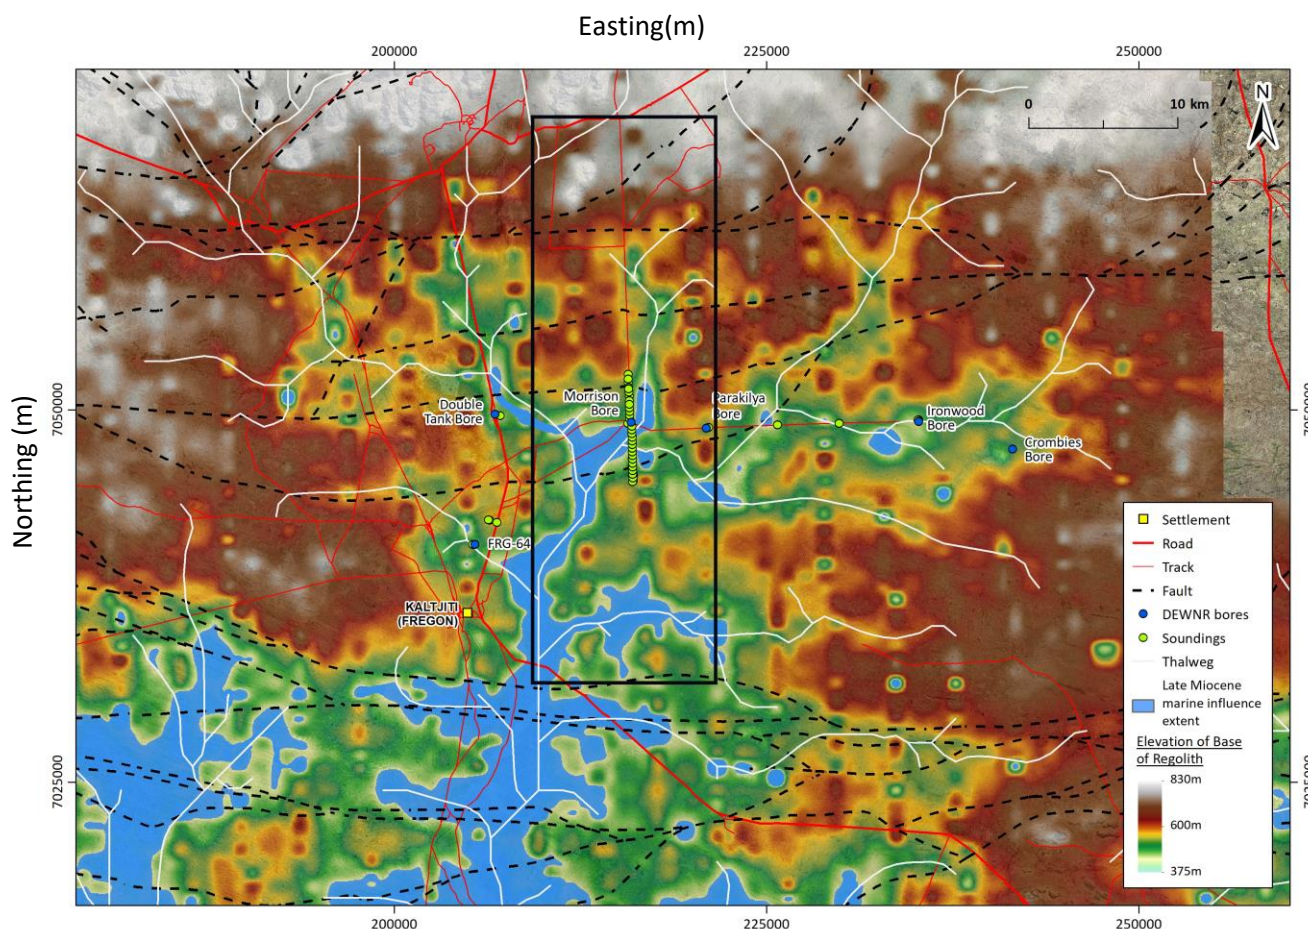 Easting(m)
200000
225000
250000
N
0
10 km
Northing (m)
7050000
7050000
7025000
7025000
Double
Tank Bore
Morrison
Bore
Parakilya
Bore
Ironwood
Bore
Crombies
Bore
FRG-64
KALTJITI
(FREGON)
Settlement
Road
Track
Fault
DEWNR bores
Soundings
Thalweg
Late Miocene
marine influence
extent
Elevation of Base
of Regolith
830m
600m
375m
200000
225000
250000